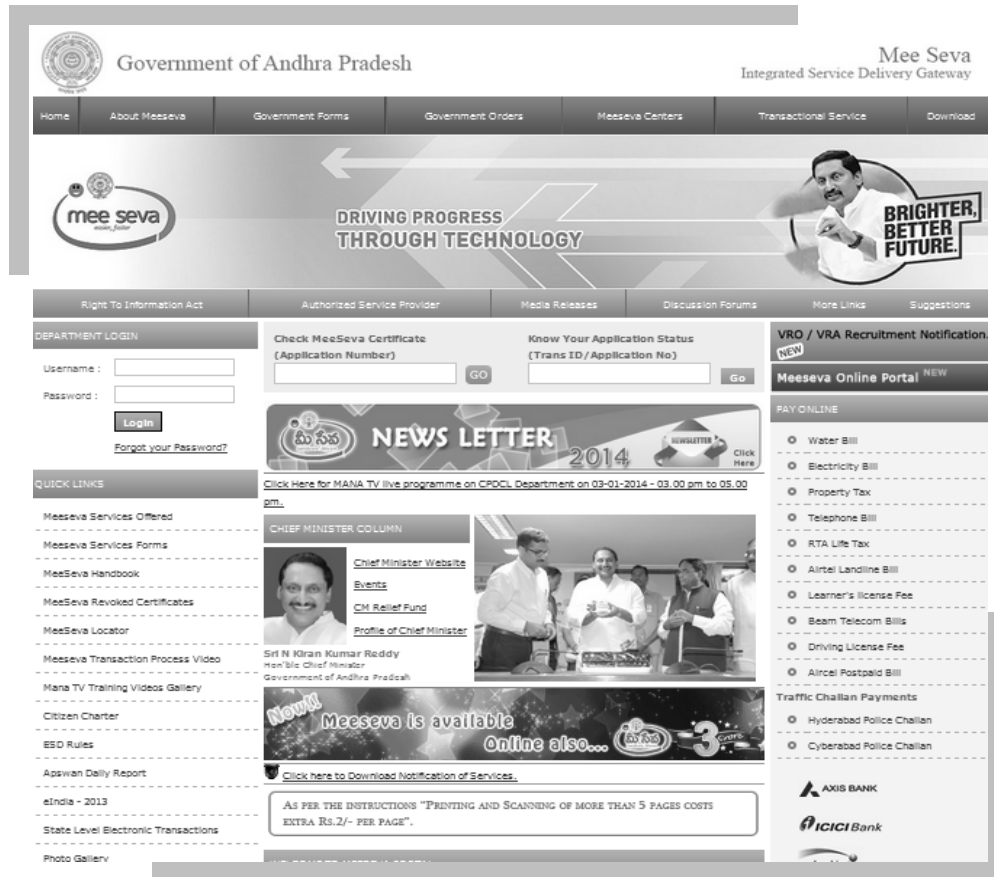 Government of Andhra Pradesh
Mee Seva
Integrated Service Delivery Gateway
Home About Meeseva Government Forms Government Orders Meeseva Centers Transactional Service Download
mee seva
easier, faster
DRIVING PROGRESS
THROUGH TECHNOLOGY
BRIGHTER,
BETTER
FUTURE.
Right To Information Act Authorized Service Provider Media Releases Discussion Forums More Links Suggestions
DEPARTMENT LOGIN
Username :
Password :
Login
Forgot your Password?
QUICK LINKS
Meeseva Services Offered
Meeseva Services Forms
MeeSeva Handbook
MeeSeva Revoked Certificates
MeeSeva Locator
Meeseva Transaction Process Video
Mana TV Training Videos Gallery
Citizen Charter
ESD Rules
Apswan Daily Report
eIndia - 2013
State Level Electronic Transactions
Photo Gallery
Check MeeSeva Certificate
(Application Number)
GO
Know Your Application Status
(Trans ID/Application No)
Go
మీ సేవ
NEWS LETTER
2014
NEWSLETTER
Click
Here
Click Here for MANA TV live programme on CPDCL Department on 03-01-2014 - 03.00 pm to 05.00
pm.
CHIEF MINISTER COLUMN
Chief Minister Website
Events
CM Relief Fund
Profile of Chief Minister
Sri N Kiran Kumar Reddy
Hon'ble Chief Minister
Government of Andhra Pradesh
Now!!
Meeseva is available
Online also...
మీ సేవ
3 Crore
Click here to Download Notification of Services.
AS PER THE INSTRUCTIONS "PRINTING AND SCANNING OF MORE THAN 5 PAGES COSTS
EXTRA RS.2/- PER PAGE".
VRO / VRA Recruitment Notification.
NEW
Meeseva Online Portal NEW
PAY ONLINE
Water Bill
Electricity Bill
Property Tax
Telephone Bill
RTA Life Tax
Airtel Landline Bill
Learner's license Fee
Beam Telecom Bills
Driving License Fee
Aircel Postpaid Bill
Traffic Challan Payments
Hyderabad Police Challan
Cyberabad Police Challan
AXIS BANK
ICICI Bank